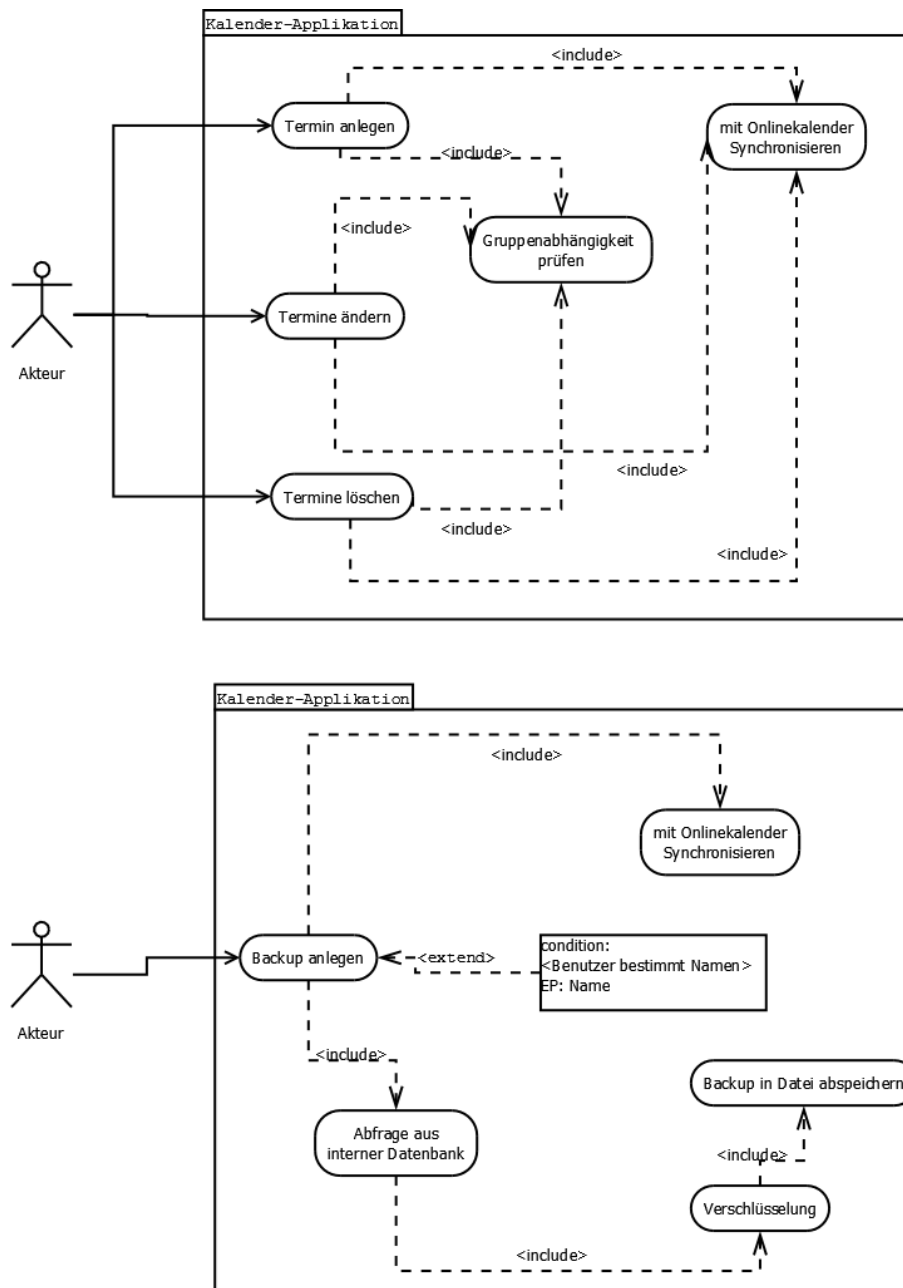 Kalender-Applikation
<include>
Termin anlegen
mit Onlinekalender
Synchronisieren
<include>
<include>
Gruppenabhängigkeit
prüfen
Termine ändern
Akteur
<include>
Termine löschen
<include>
<include>
Kalender-Applikation
<include>
mit Onlinekalender
Synchronisieren
Backup anlegen
<extend>
condition:
<Benutzer bestimmt Namen>
EP: Name
Akteur
<include>
Backup in Datei abspeichern
Abfrage aus
interner Datenbank
<include>
Verschlüsselung
<include>